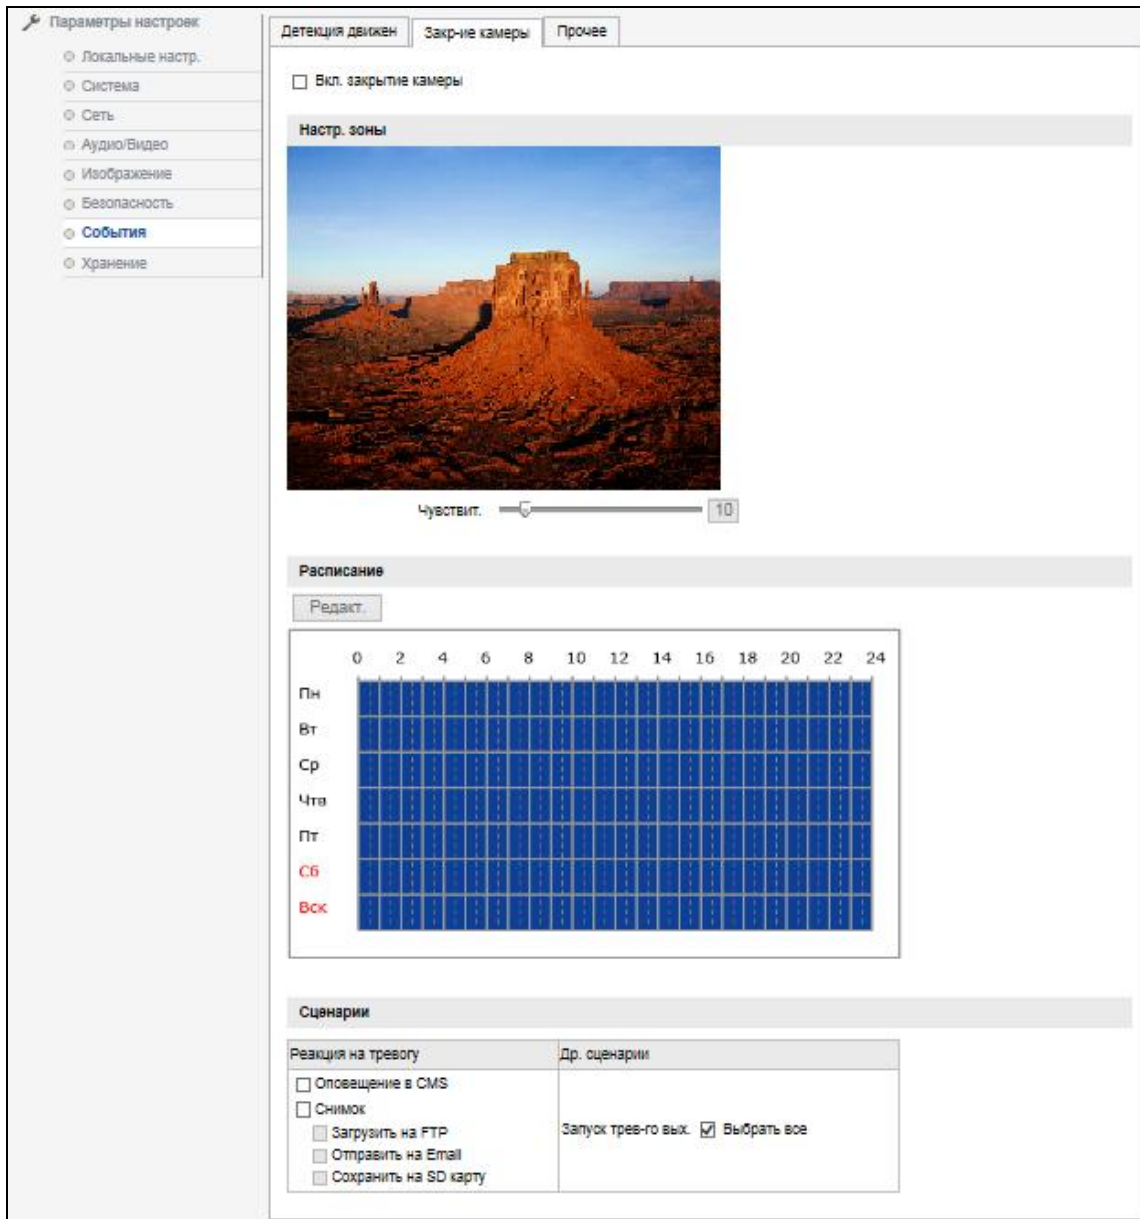 Параметры настроек
Локальные настр.
Система
Сеть
Аудио/Видео
Изображение
Безопасность
События
Хранение
Детекция движен
Закр-ие камеры
Прочее
Вкл. закрытие камеры
Настр. зоны
Чувствит.
10
Расписание
Редакт.
0 2 4 6 8 10 12 14 16 18 20 22 24
Пн
Вт
Ср
Чтв
Пт
Сб
Вск
Сценарии
Реакция на тревогу
Др. сценарии
Оповещение в CMS
Снимок
Загрузить на FTP
Отправить на Email
Сохранить на SD карту
Запуск трев-го вых. Выбрать все